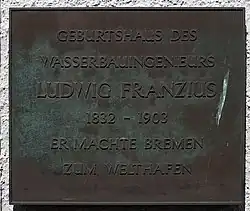 GEBURTSHAUS DES
WASSERBAUINGENIEURS
LUDWIG FRANZIUS
1832 - 1903
ER MACHTE BREMEN
ZUM WELTHAFEN